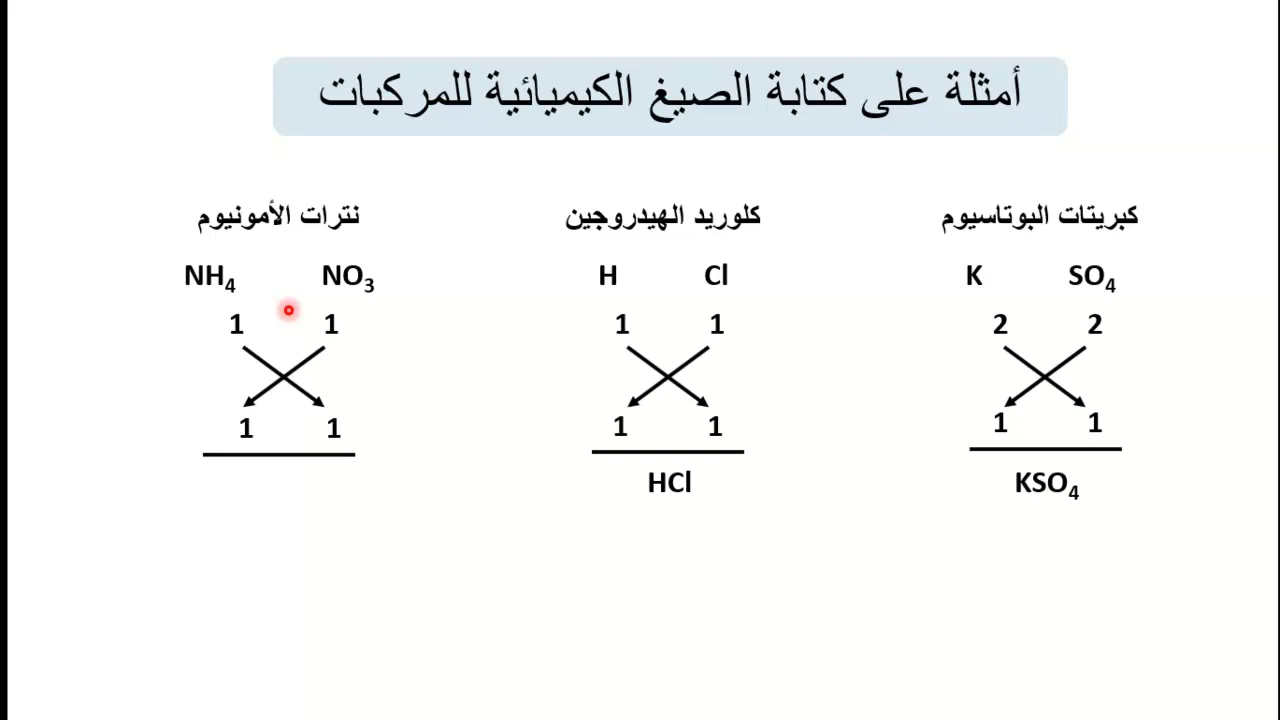 أمثلة على كتابة الصيغ الكيميائية للمركبات
كبريتات البوتاسيوم
K SO₄
2 2
1 1
KSO₄
كلوريد الهيدروجين
H Cl
1 1
1 1
HCl
نترات الأمونيوم
NH₄ NO₃
1 1
1 1